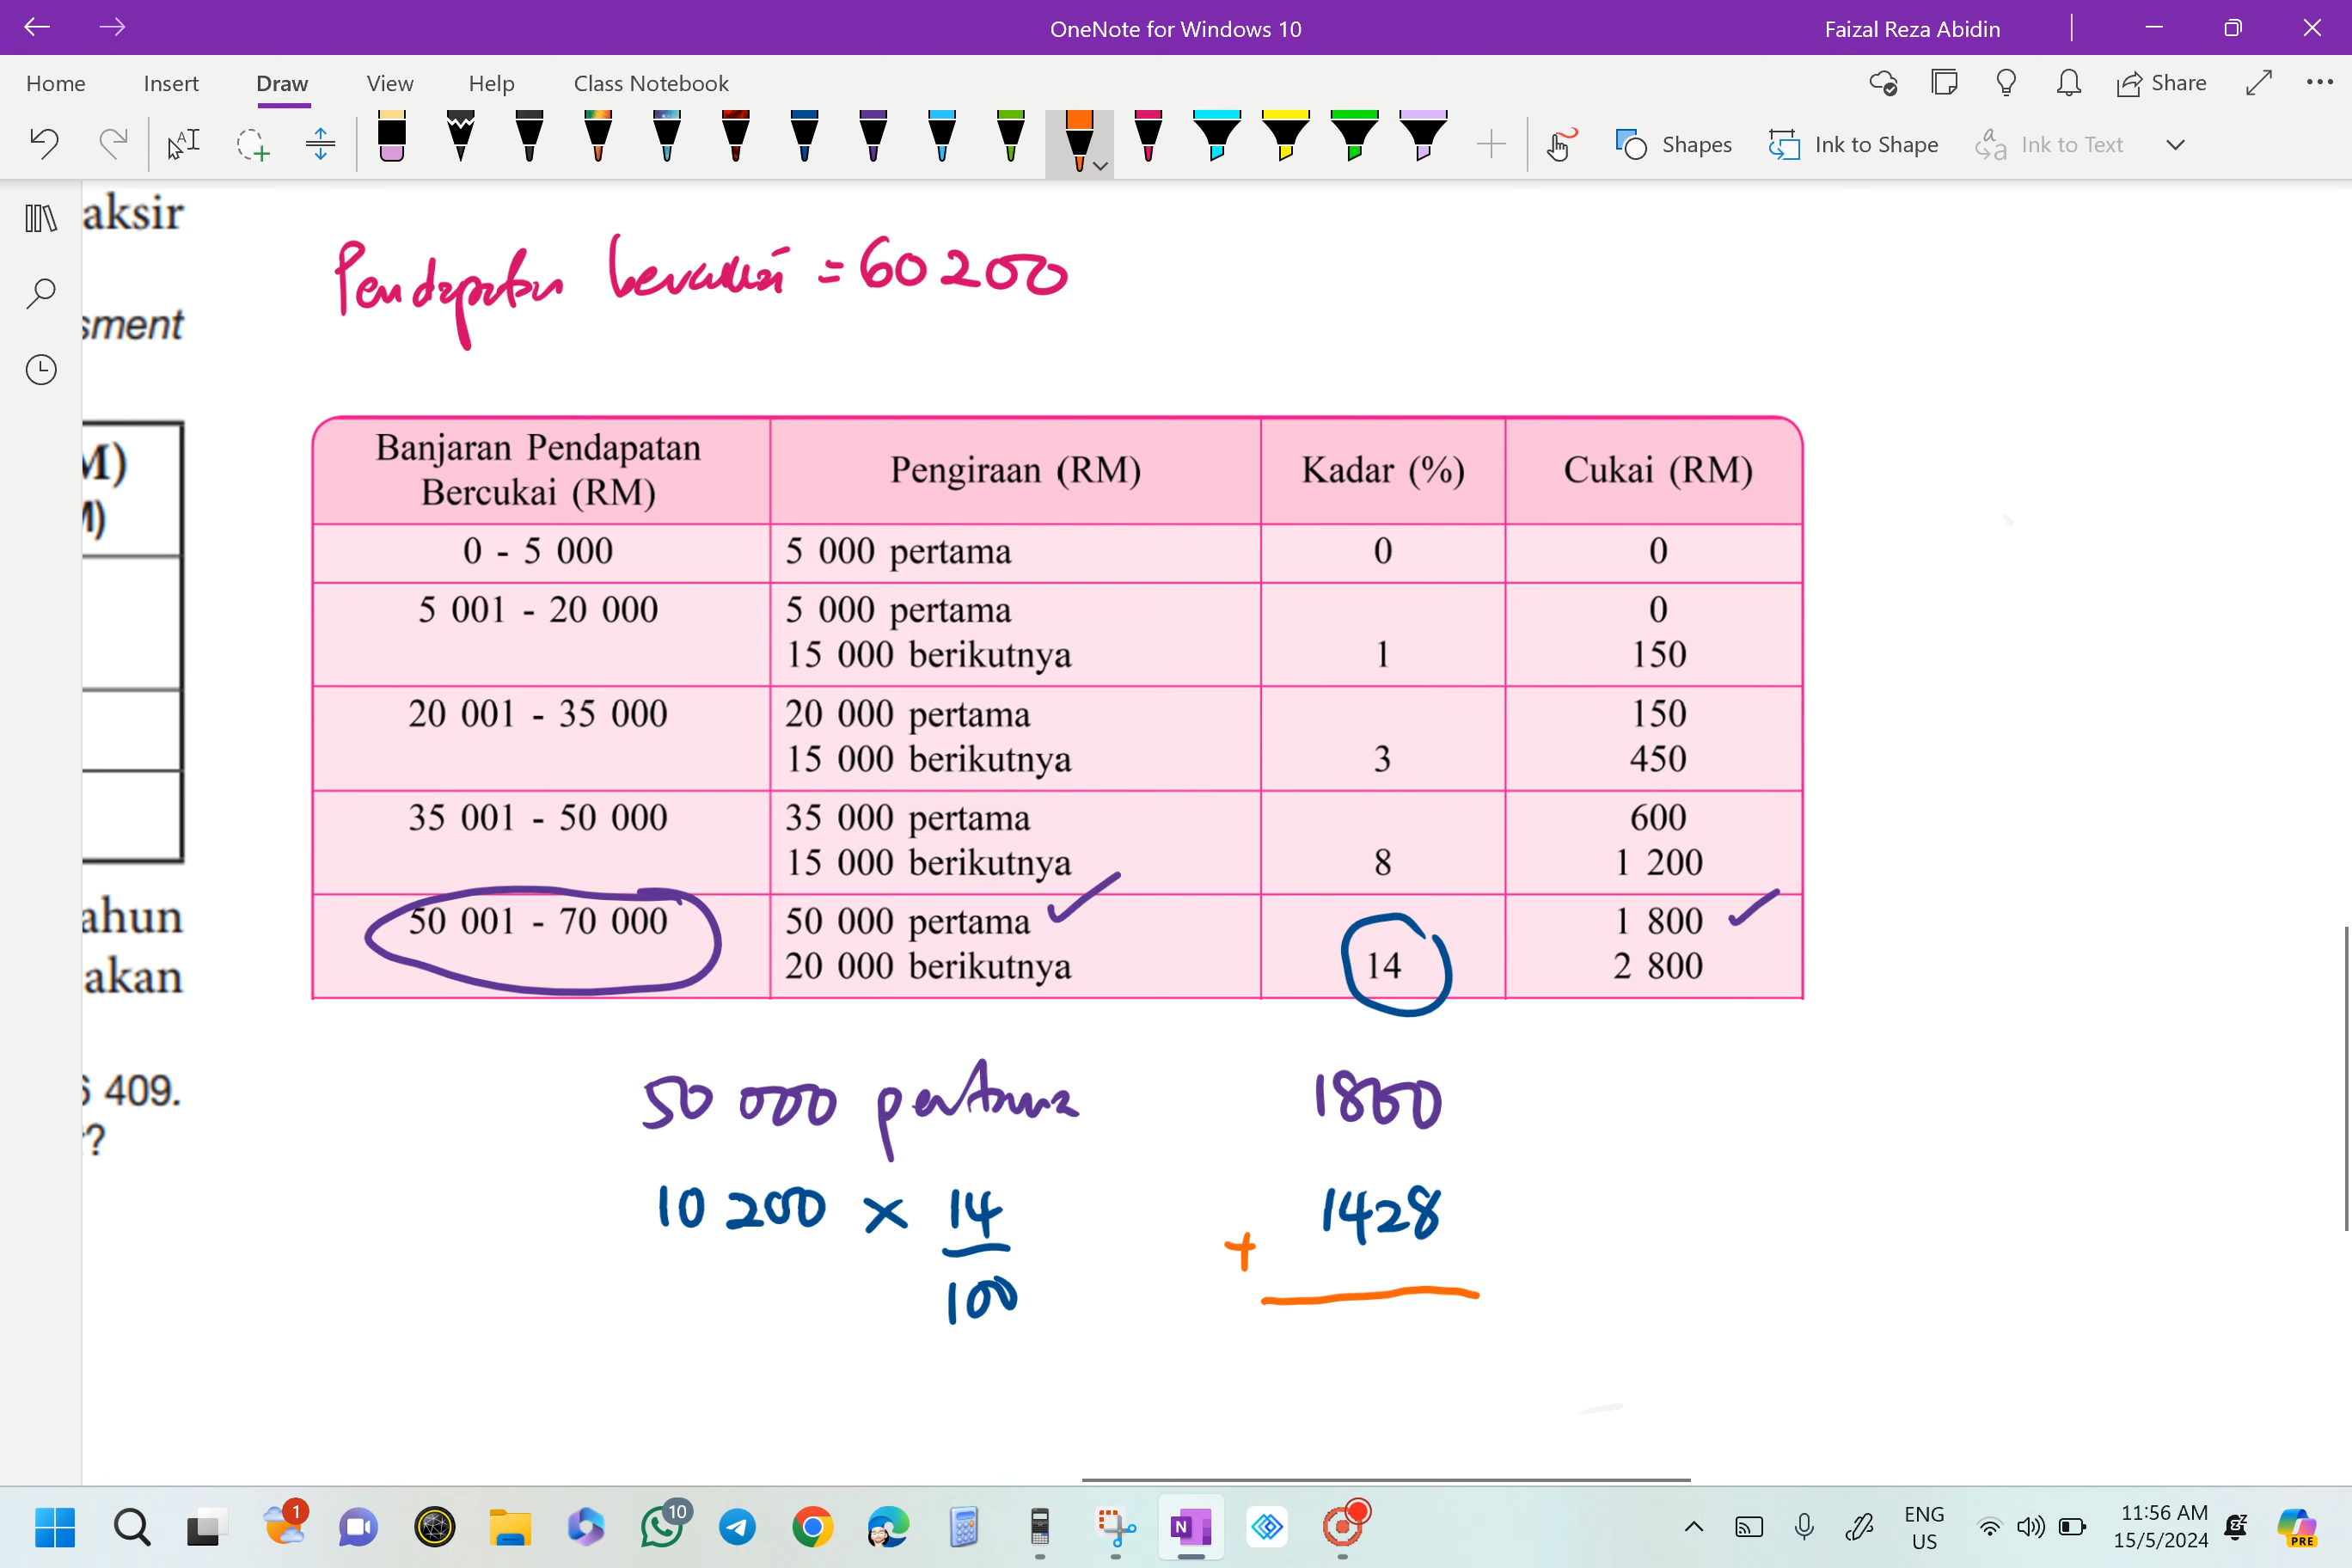 OneNote for Windows 10
Faizal Reza Abidin
Home Insert Draw View Help Class Notebook
Share
Shapes Ink to Shape Ink to Text
aksir
sment
M)
M)
ahun
akan
409.
?
Pendapatan bercukai = 60 200
Banjaran Pendapatan Bercukai (RM) Pengiraan (RM) Kadar (%) Cukai (RM)
0 - 5 000 5 000 pertama 0 0
5 001 - 20 000 5 000 pertama 0
15 000 berikutnya 1 150
20 001 - 35 000 20 000 pertama 150
15 000 berikutnya 3 450
35 001 - 50 000 35 000 pertama 600
15 000 berikutnya 8 1 200
50 001 - 70 000 50 000 pertama 1 800
20 000 berikutnya 14 2 800
50 000 pertama 1800
10 200 × 14/100 1428
+
1
10
PRE
ENG
US
11:56 AM
15/5/2024